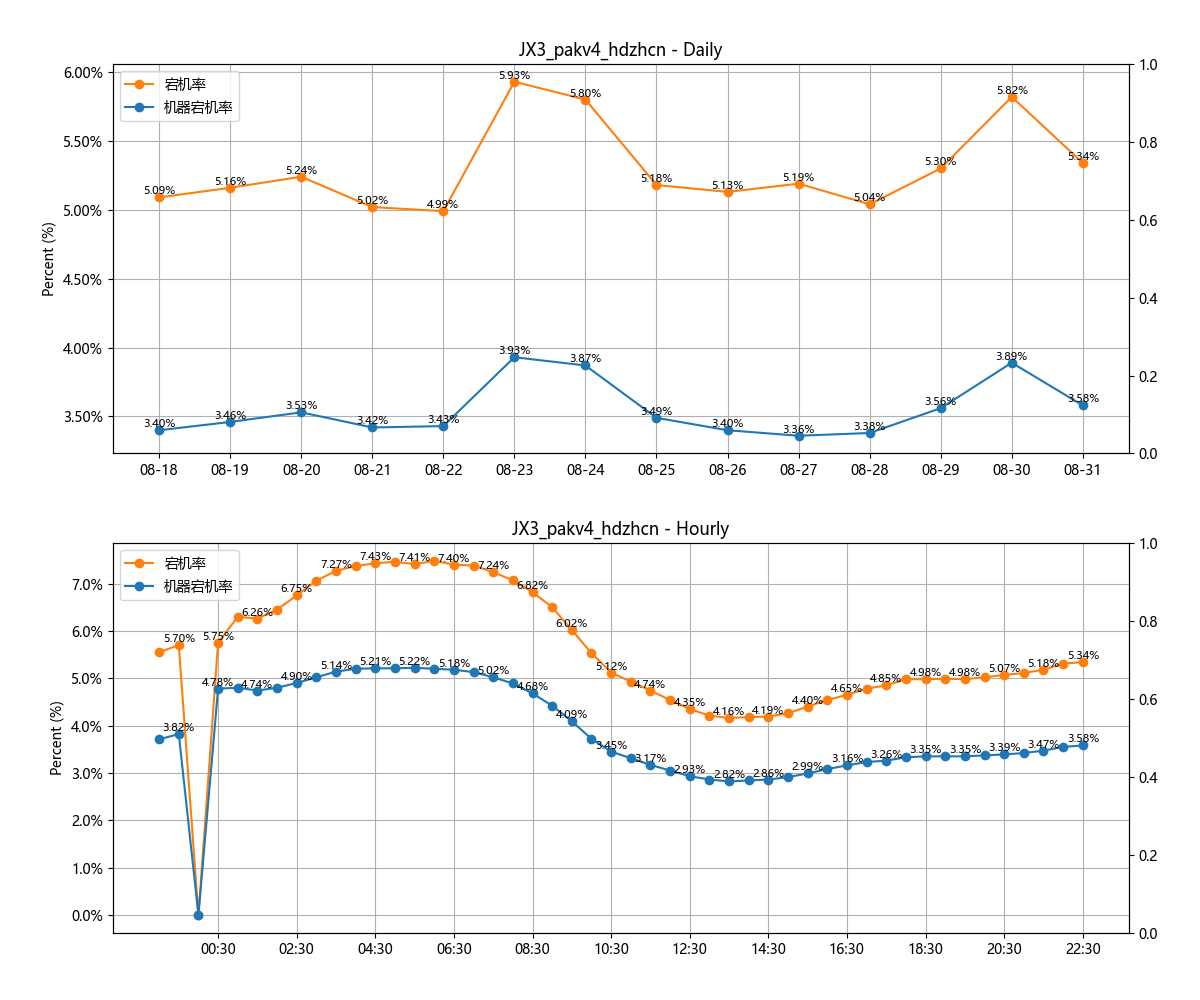 JX3_pakv4_hdzhcn - Daily
宕机率
机器宕机率
Percent (%)
6.00%
5.50%
5.00%
4.50%
4.00%
3.50%
1.0
0.8
0.6
0.4
0.2
0.0
5.09% 5.16% 5.24% 5.02% 4.99% 5.93% 5.80% 5.18% 5.13% 5.19% 5.04% 5.30% 5.82% 5.34%
3.40% 3.46% 3.53% 3.42% 3.43% 3.93% 3.87% 3.49% 3.40% 3.36% 3.38% 3.56% 3.89% 3.58%
08-18 08-19 08-20 08-21 08-22 08-23 08-24 08-25 08-26 08-27 08-28 08-29 08-30 08-31
JX3_pakv4_hdzhcn - Hourly
宕机率
机器宕机率
Percent (%)
7.0%
6.0%
5.0%
4.0%
3.0%
2.0%
1.0%
0.0%
1.0
0.8
0.6
0.4
0.2
0.0
5.70% 5.75% 6.26% 6.75% 7.27% 7.43% 7.41% 7.40% 7.24% 6.82% 6.02% 5.12% 4.74% 4.35% 4.16% 4.19% 4.40% 4.65% 4.85% 4.98% 4.98% 5.07% 5.18% 5.34%
3.82% 4.78% 4.74% 4.90% 5.14% 5.21% 5.22% 5.18% 5.02% 4.68% 4.09% 3.45% 3.17% 2.93% 2.82% 2.86% 2.99% 3.16% 3.26% 3.35% 3.35% 3.39% 3.47% 3.58%
00:30 02:30 04:30 06:30 08:30 10:30 12:30 14:30 16:30 18:30 20:30 22:30